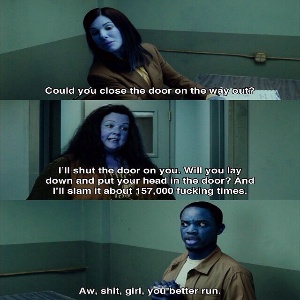 Could you close the door on the way out?
I'll shut the door on you. Will you lay
down and put your head in the door? And
I'll slam it about 157,000 fucking times.
Aw, shit, girl, you better run.